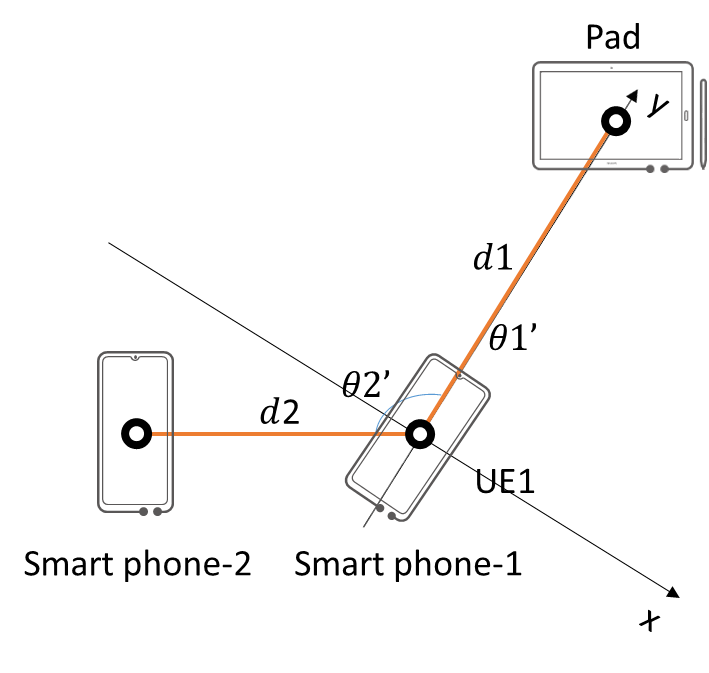 Pad
y
d1
θ1’
θ2’
d2
UE1
Smart phone-2
Smart phone-1
x